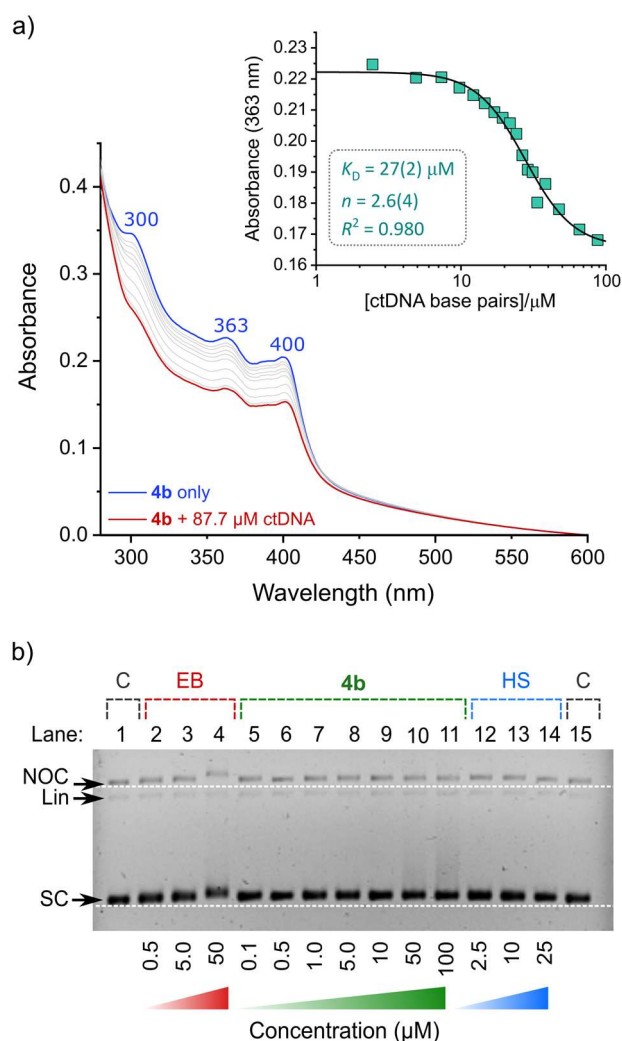 a)
0.23
0.22
0.21
0.20
0.19
0.18
0.17
0.16
Absorbance (363 nm)
K_D = 27(2) μM
n = 2.6(4)
R² = 0.980
1
10
100
[ctDNA base pairs]/μM
0.4
0.3
0.2
0.1
0.0
Absorbance
300
363
400
4b only
4b + 87.7 μM ctDNA
300 350 400 450 500 550 600
Wavelength (nm)
b)
C EB 4b HS C
Lane: 1 2 3 4 5 6 7 8 9 10 11 12 13 14 15
NOC
Lin
SC
0.5 5.0 50 0.1 0.5 1.0 5.0 10 50 100 2.5 10 25
Concentration (μM)